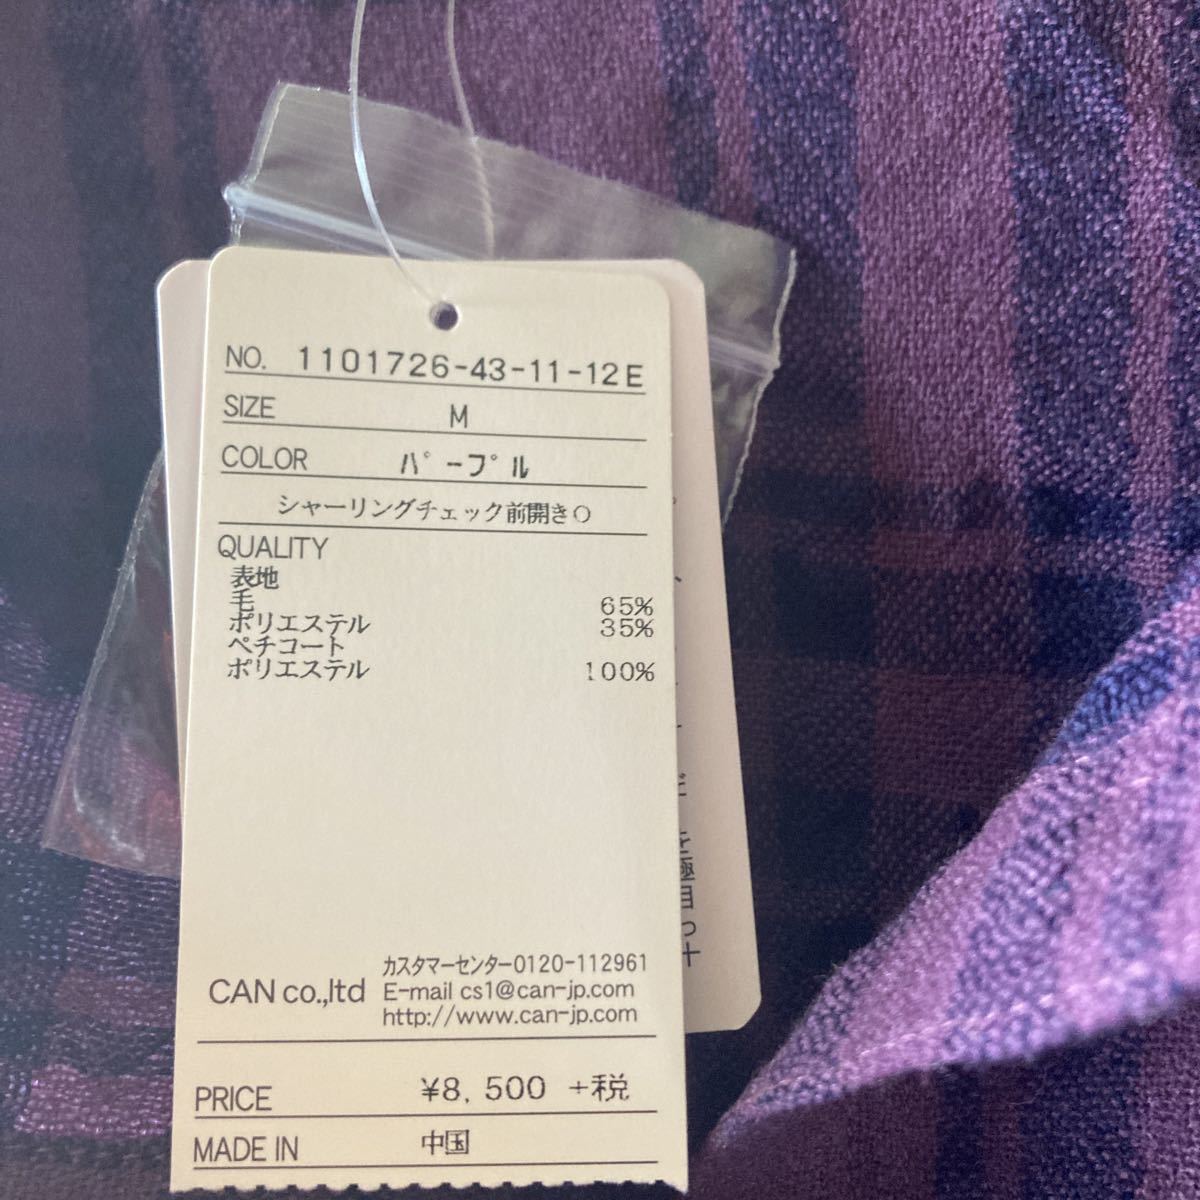 NO. 1101726-43-11-12E
SIZE M
COLOR パープル
シャーリングチェック前開きO
QUALITY
表地
毛 65%
ポリエステル 35%
ペチコート
ポリエステル 100%
CAN co.,ltd
カスタマーセンター0120-112961
E-mail cs1@can-jp.com
http://www.can-jp.com
PRICE ¥8,500 +税
MADE IN 中国